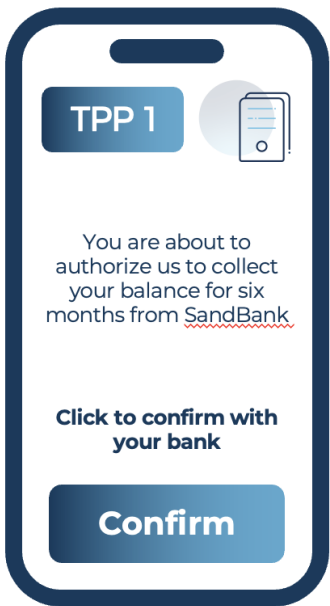 TPP 1
You are about to
authorize us to collect
your balance for six
months from SandBank
Click to confirm with
your bank
Confirm